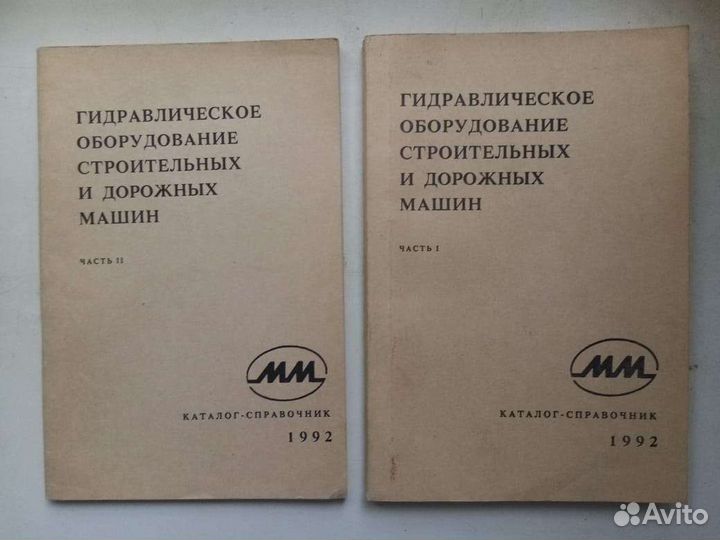 ГИДРАВЛИЧЕСКОЕ
ОБОРУДОВАНИЕ
СТРОИТЕЛЬНЫХ
И ДОРОЖНЫХ
МАШИН
ЧАСТЬ II
ММ
КАТАЛОГ-СПРАВОЧНИК
1992
ГИДРАВЛИЧЕСКОЕ
ОБОРУДОВАНИЕ
СТРОИТЕЛЬНЫХ
И ДОРОЖНЫХ
МАШИН
ЧАСТЬ I
ММ
КАТАЛОГ-СПРАВОЧНИК
1992
Avito